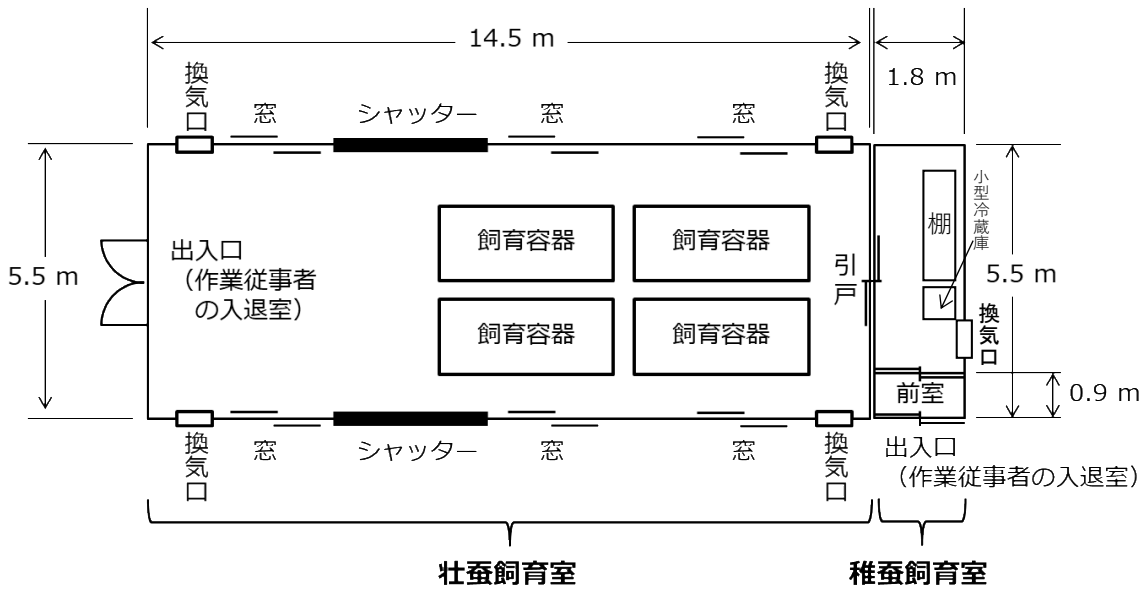 14.5 m
1.8 m
換気口
窓
シャッター
窓
窓
換気口
5.5 m
出入口
（作業従事者
の入退室）
飼育容器
飼育容器
飼育容器
飼育容器
引戸
棚
小型冷蔵庫
5.5 m
換気口
前室
0.9 m
換気口
窓
シャッター
窓
窓
換気口
出入口
（作業従事者の入退室）
壮蚕飼育室
稚蚕飼育室